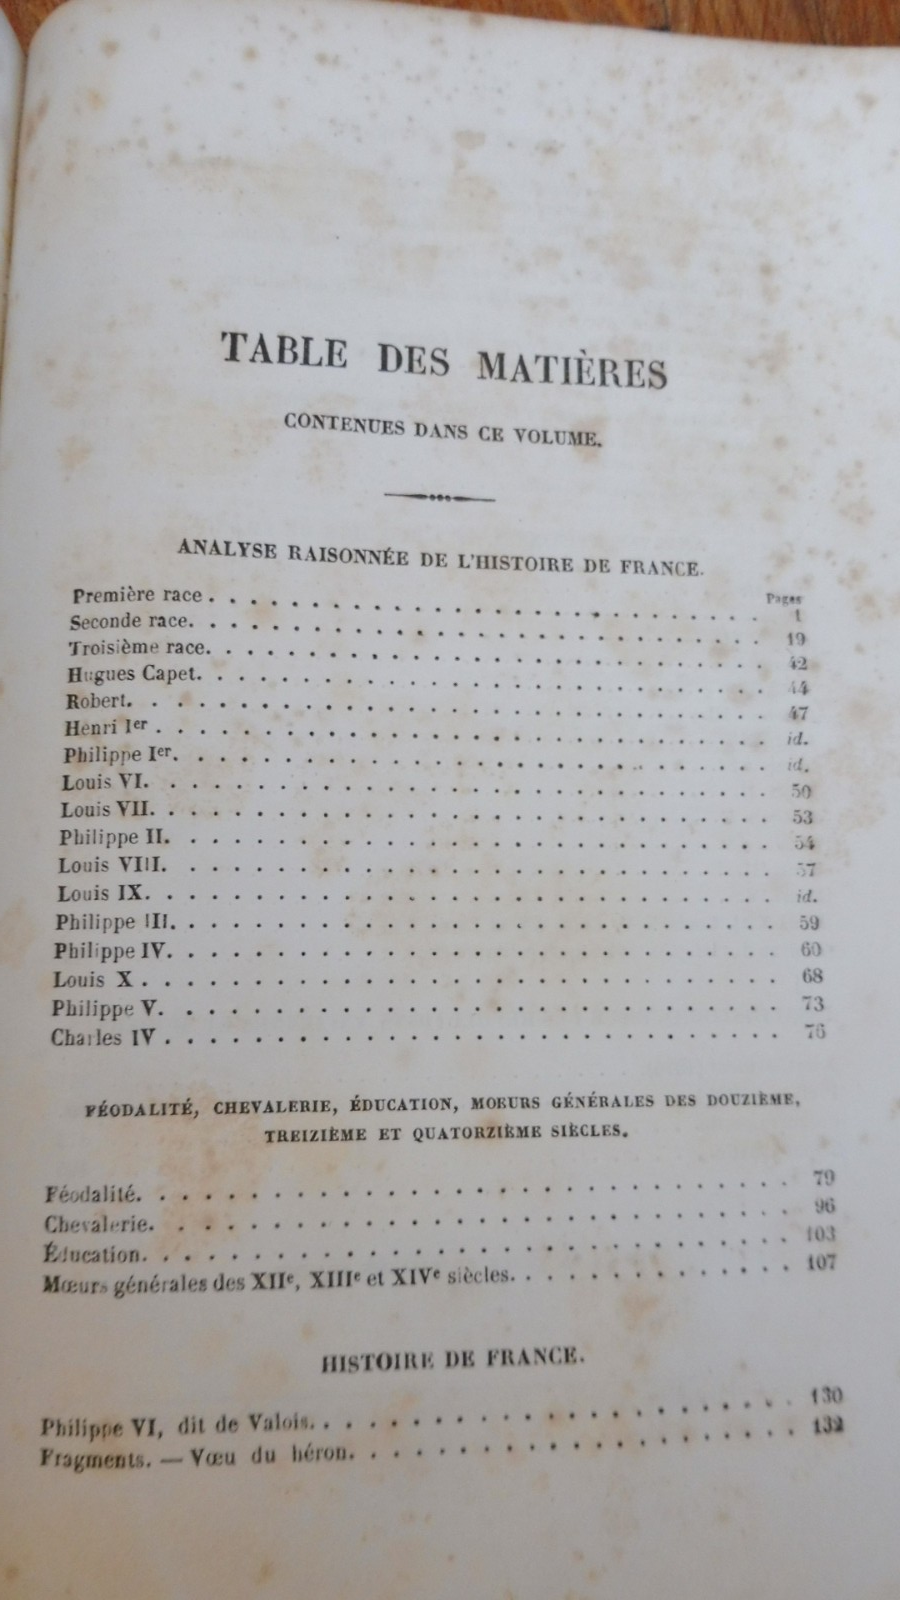 TABLE DES MATIÈRES
CONTENUES DANS CE VOLUME.
ANALYSE RAISONNÉE DE L'HISTOIRE DE FRANCE.
Pages
Première race . . . . . . . . . . . . . . . . . . . . . . . . 1
Seconde race. . . . . . . . . . . . . . . . . . . . . . . . . 19
Troisième race. . . . . . . . . . . . . . . . . . . . . . . . 42
Hugues Capet. . . . . . . . . . . . . . . . . . . . . . . . . 44
Robert. . . . . . . . . . . . . . . . . . . . . . . . . . . . 47
Henri Ier . . . . . . . . . . . . . . . . . . . . . . . . . . id.
Philippe Ier. . . . . . . . . . . . . . . . . . . . . . . . . id.
Louis VI. . . . . . . . . . . . . . . . . . . . . . . . . . . 50
Louis VII. . . . . . . . . . . . . . . . . . . . . . . . . . 53
Philippe II. . . . . . . . . . . . . . . . . . . . . . . . . 54
Louis VIII. . . . . . . . . . . . . . . . . . . . . . . . . . 57
Louis IX. . . . . . . . . . . . . . . . . . . . . . . . . . . id.
Philippe III. . . . . . . . . . . . . . . . . . . . . . . . . 59
Philippe IV. . . . . . . . . . . . . . . . . . . . . . . . . 60
Louis X . . . . . . . . . . . . . . . . . . . . . . . . . . . 68
Philippe V. . . . . . . . . . . . . . . . . . . . . . . . . . 73
Charles IV . . . . . . . . . . . . . . . . . . . . . . . . . 76
FÉODALITÉ, CHEVALERIE, ÉDUCATION, MOEURS GÉNÉRALES DES DOUZIÈME,
TREIZIÈME ET QUATORZIÈME SIÈCLES.
Féodalité. . . . . . . . . . . . . . . . . . . . . . . . . . 79
Chevalerie. . . . . . . . . . . . . . . . . . . . . . . . . . 96
Éducation. . . . . . . . . . . . . . . . . . . . . . . . . . 103
Mœurs générales des XIIe, XIIIe et XIVe siècles. . . . . . . . . . . . . 107
HISTOIRE DE FRANCE.
Philippe VI, dit de Valois. . . . . . . . . . . . . . . . . . . . . 130
Fragments. — Vœu du héron. . . . . . . . . . . . . . . . . . . . 132